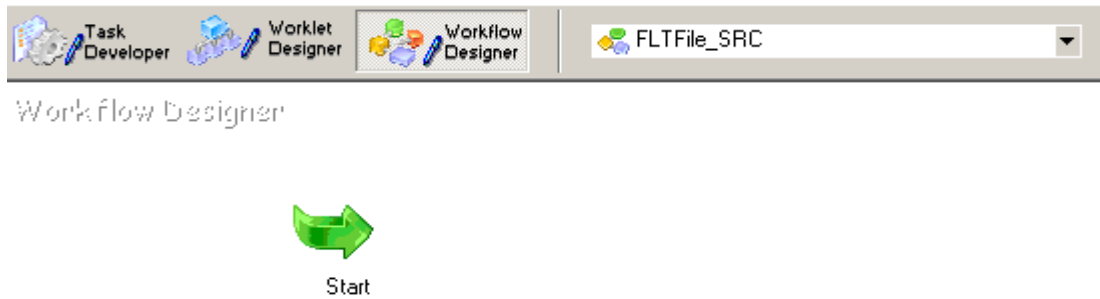 Task
Developer
Worklet
Designer
Workflow
Designer
FLTFile_SRC
Workflow Designer
Start